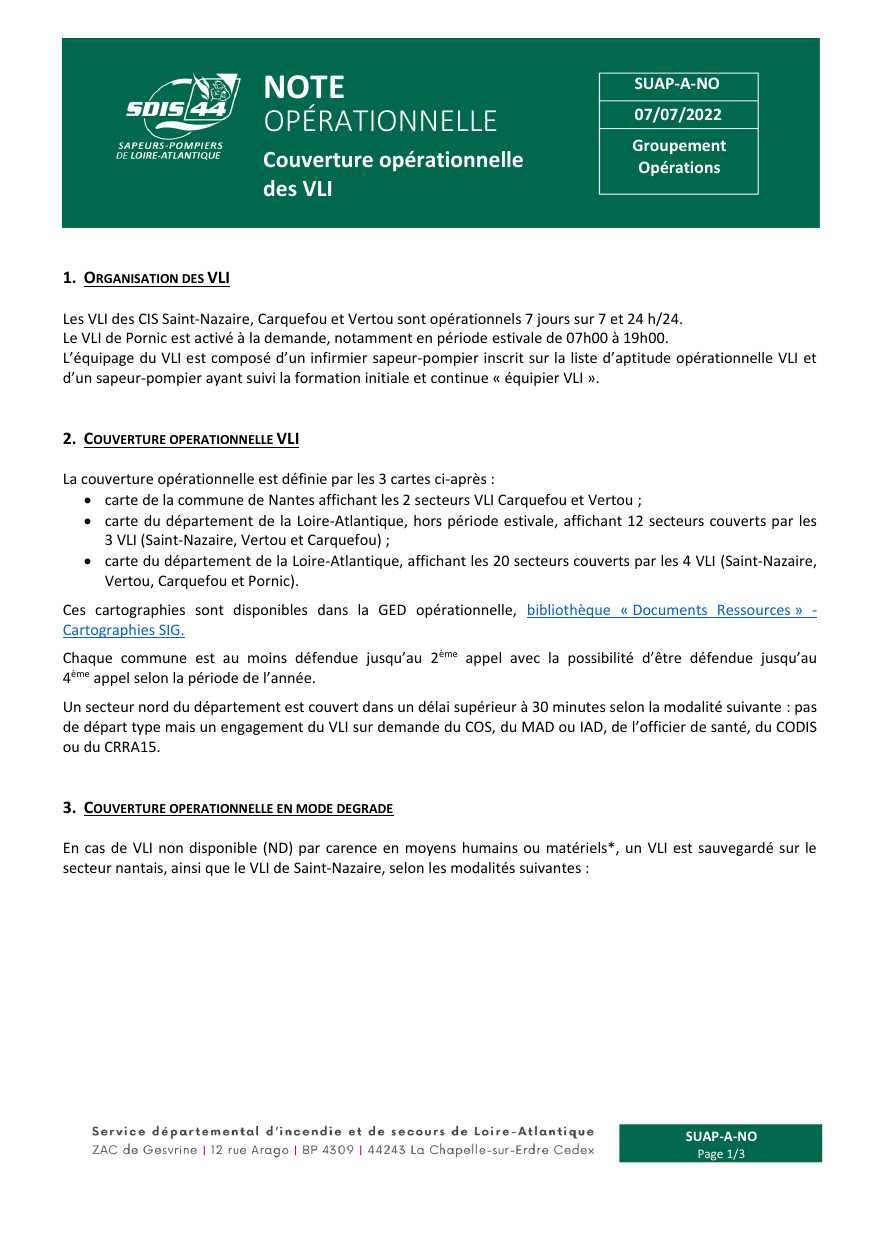 SDIS 44
SAPEURS-POMPIERS
DE LOIRE-ATLANTIQUE
NOTE
OPÉRATIONNELLE
Couverture opérationnelle
des VLI
SUAP-A-NO
07/07/2022
Groupement
Opérations
1. ORGANISATION DES VLI
Les VLI des CIS Saint-Nazaire, Carquefou et Vertou sont opérationnels 7 jours sur 7 et 24 h/24.
Le VLI de Pornic est activé à la demande, notamment en période estivale de 07h00 à 19h00.
L’équipage du VLI est composé d’un infirmier sapeur-pompier inscrit sur la liste d’aptitude opérationnelle VLI et
d’un sapeur-pompier ayant suivi la formation initiale et continue « équipier VLI ».
2. COUVERTURE OPERATIONNELLE VLI
La couverture opérationnelle est définie par les 3 cartes ci-après :
• carte de la commune de Nantes affichant les 2 secteurs VLI Carquefou et Vertou ;
• carte du département de la Loire-Atlantique, hors période estivale, affichant 12 secteurs couverts par les
3 VLI (Saint-Nazaire, Vertou et Carquefou) ;
• carte du département de la Loire-Atlantique, affichant les 20 secteurs couverts par les 4 VLI (Saint-Nazaire,
Vertou, Carquefou et Pornic).
Ces cartographies sont disponibles dans la GED opérationnelle, bibliothèque « Documents Ressources » -
Cartographies SIG.
Chaque commune est au moins défendue jusqu’au 2ème appel avec la possibilité d’être défendue jusqu’au
4ème appel selon la période de l’année.
Un secteur nord du département est couvert dans un délai supérieur à 30 minutes selon la modalité suivante : pas
de départ type mais un engagement du VLI sur demande du COS, du MAD ou IAD, de l’officier de santé, du CODIS
ou du CRRA15.
3. COUVERTURE OPERATIONNELLE EN MODE DEGRADE
En cas de VLI non disponible (ND) par carence en moyens humains ou matériels*, un VLI est sauvegardé sur le
secteur nantais, ainsi que le VLI de Saint-Nazaire, selon les modalités suivantes :
Service départemental d’incendie et de secours de Loire-Atlantique
ZAC de Gesvrine | 12 rue Arago | BP 4309 | 44243 La Chapelle-sur-Erdre Cedex
SUAP-A-NO
Page 1/3